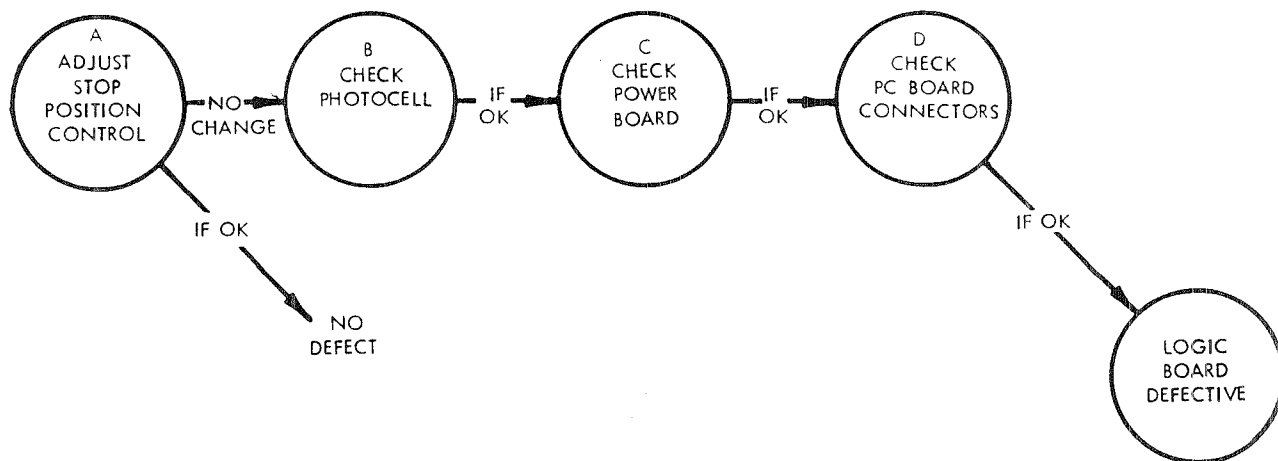 A
ADJUST
STOP
POSITION
CONTROL
NO
CHANGE
B
CHECK
PHOTOCELL
IF
OK
C
CHECK
POWER
BOARD
IF
OK
D
CHECK
PC BOARD
CONNECTORS
IF OK
NO
DEFECT
IF OK
LOGIC
BOARD
DEFECTIVE